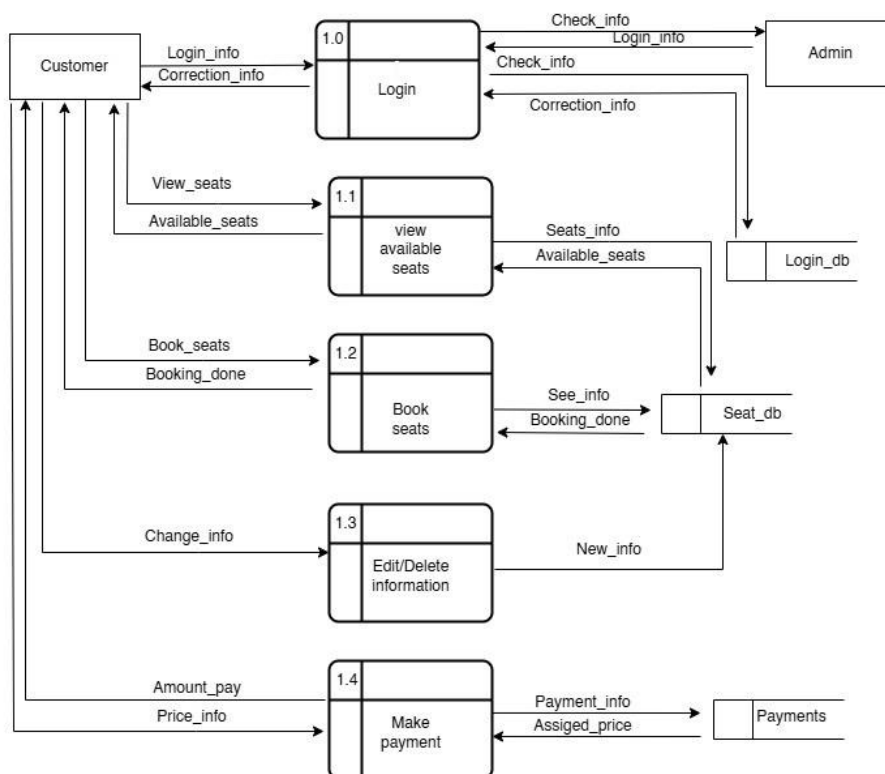 Check_info
1.0
Login_info
Login_info
Admin
Customer
Correction_info
Check_info
Login
Correction_info
View_seats
1.1
Available_seats
view
available
seats
Seats_info
Available_seats
Login_db
Book_seats
1.2
Booking_done
See_info
Book
seats
Booking_done
Seat_db
1.3
Change_info
Edit/Delete
information
New_info
Amount_pay
1.4
Price_info
Make
payment
Payment_info
Assiged_price
Payments